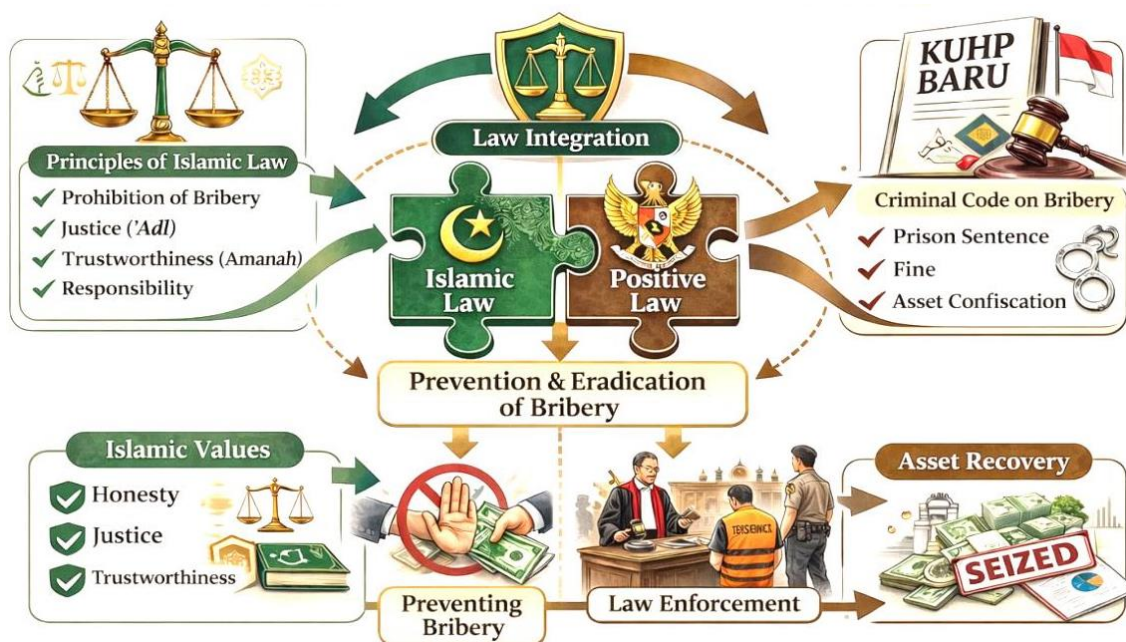 Law Integration
Principles of Islamic Law
Prohibition of Bribery
Justice ('Adl)
Trustworthiness (Amanah)
Responsibility
Islamic
Law
Positive
Law
KUHP
BARU
Criminal Code on Bribery
Prison Sentence
Fine
Asset Confiscation
Prevention & Eradication
of Bribery
Islamic Values
Honesty
Justice
Trustworthiness
Preventing
Bribery
Law Enforcement
Asset Recovery
SEIZED